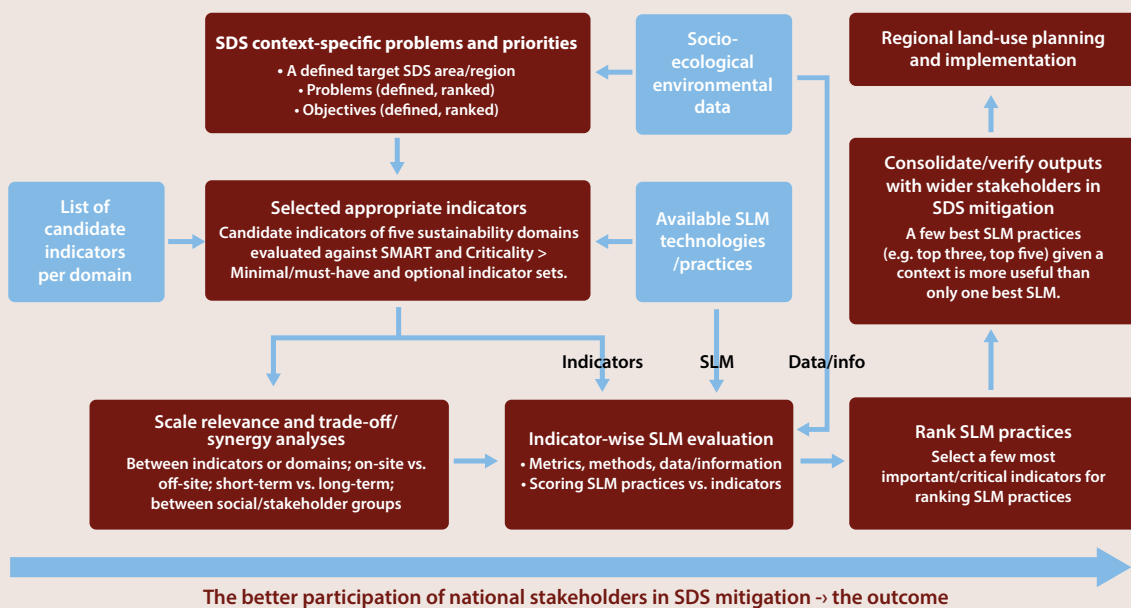 SDS context-specific problems and priorities
• A defined target SDS area/region
• Problems (defined, ranked)
• Objectives (defined, ranked)
Socio-
ecological
environmental
data
Regional land-use planning
and implementation
List of
candidate
indicators
per domain
Selected appropriate indicators
Candidate indicators of five sustainability domains
evaluated against SMART and Criticality >
Minimal/must-have and optional indicator sets.
Available SLM
technologies
/practices
Consolidate/verify outputs
with wider stakeholders in
SDS mitigation
A few best SLM practices
(e.g. top three, top five) given a
context is more useful than
only one best SLM.
Indicators
SLM
Data/info
Scale relevance and trade-off/
synergy analyses
Between indicators or domains; on-site vs.
off-site; short-term vs. long-term;
between social/stakeholder groups
Indicator-wise SLM evaluation
• Metrics, methods, data/information
• Scoring SLM practices vs. indicators
Rank SLM practices
Select a few most
important/critical indicators for
ranking SLM practices
The better participation of national stakeholders in SDS mitigation -› the outcome